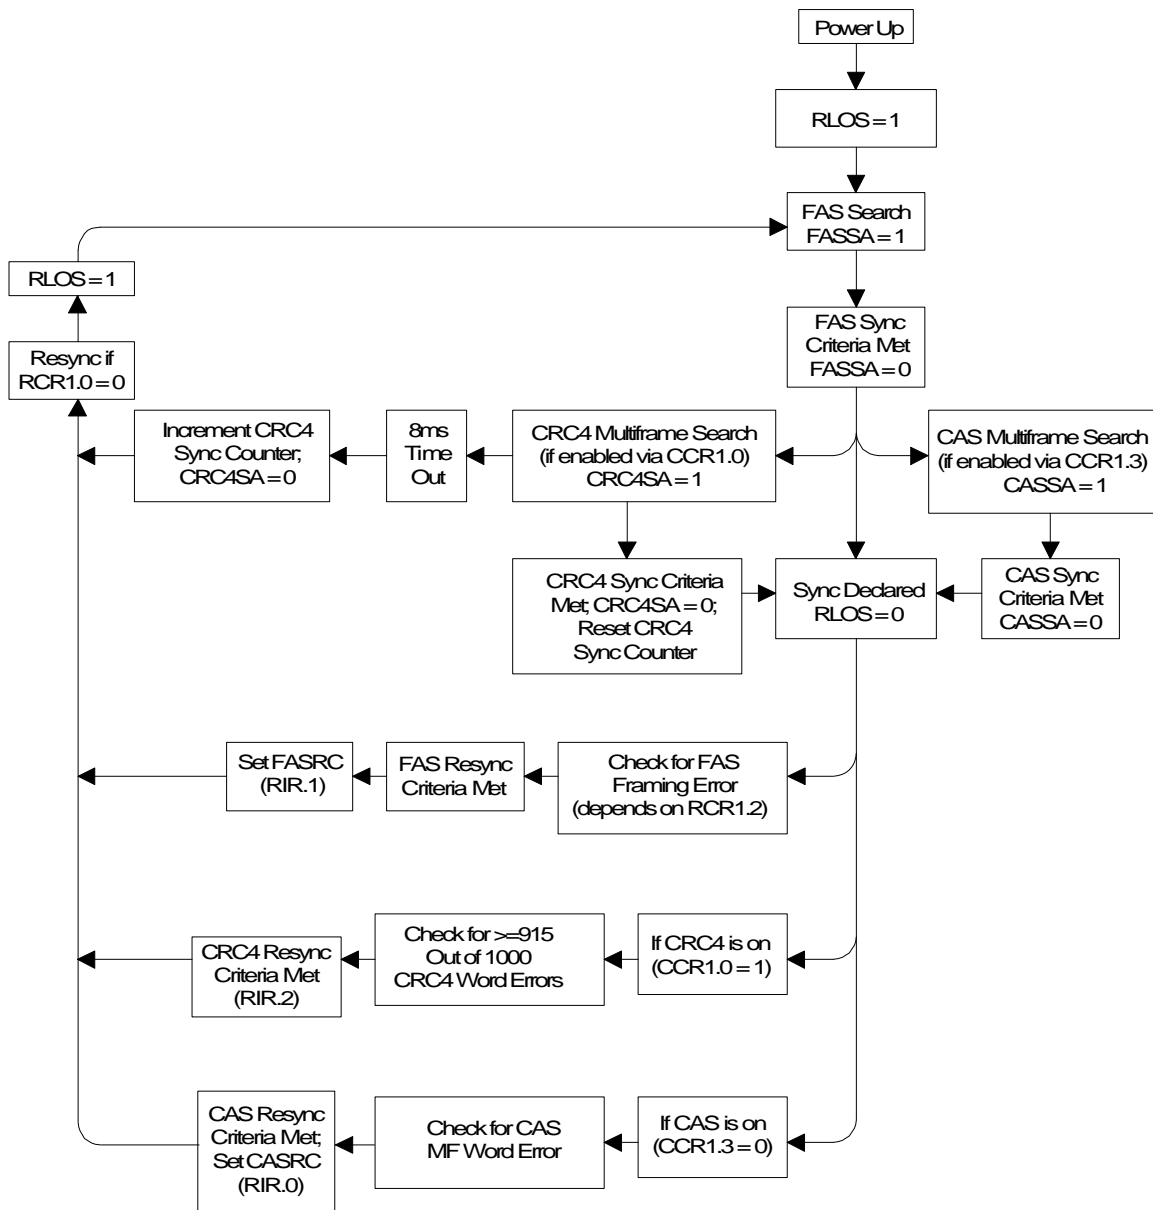 Power Up
RLOS = 1
FAS Search
FASSA = 1
RLOS = 1
FAS Sync
Criteria Met
FASSA = 0
Resync if
RCR1.0 = 0
Increment CRC4
Sync Counter;
CRC4SA = 0
8ms
Time
Out
CRC4 Multiframe Search
(if enabled via CCR1.0)
CRC4SA = 1
CAS Multiframe Search
(if enabled via CCR1.3)
CASSA = 1
CRC4 Sync Criteria
Met; CRC4SA = 0;
Reset CRC4
Sync Counter
Sync Declared
RLOS = 0
CAS Sync
Criteria Met
CASSA = 0
Set FASRC
(RIR.1)
FAS Resync
Criteria Met
Check for FAS
Framing Error
(depends on RCR1.2)
CRC4 Resync
Criteria Met
(RIR.2)
Check for >=915
Out of 1000
CRC4 Word Errors
If CRC4 is on
(CCR1.0 = 1)
CAS Resync
Criteria Met;
Set CASRC
(RIR.0)
Check for CAS
MF Word Error
If CAS is on
(CCR1.3 = 0)